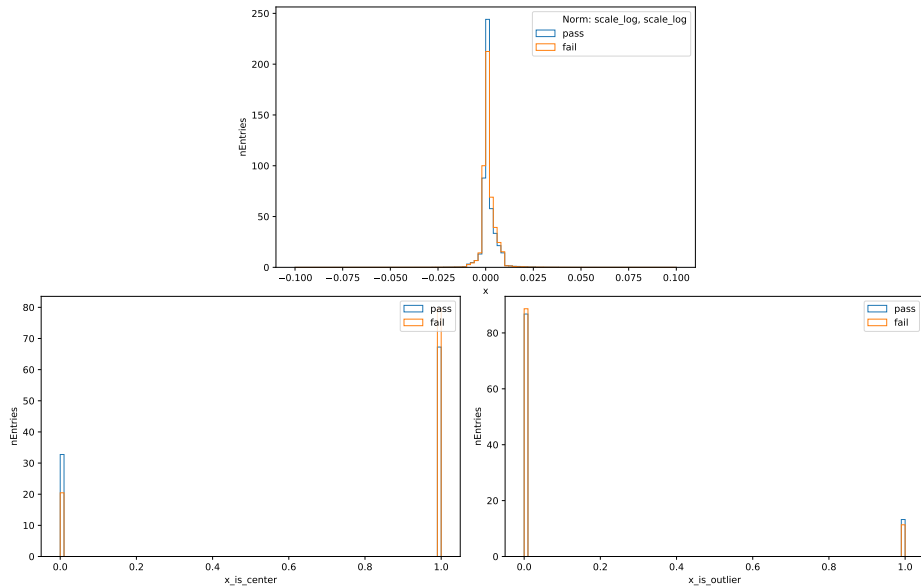 250
200
150
100
50
0
nEntries
Norm: scale_log, scale_log
pass
fail
−0.100 −0.075 −0.050 −0.025 0.000 0.025 0.050 0.075 0.100
x
80
70
60
50
40
30
20
10
0
nEntries
pass
fail
0.0 0.2 0.4 0.6 0.8 1.0
x_is_center
80
60
40
20
0
nEntries
pass
fail
0.0 0.2 0.4 0.6 0.8 1.0
x_is_outlier